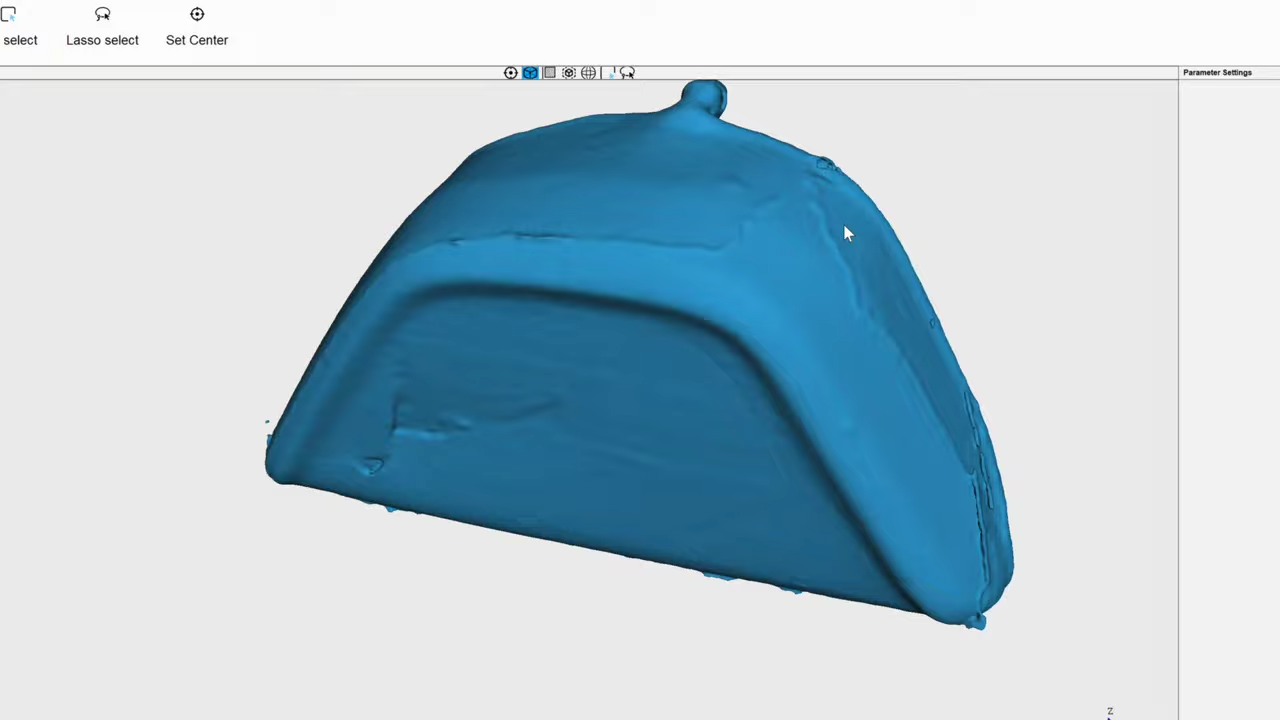 select
Lasso select
Set Center
Parameter Settings
Z